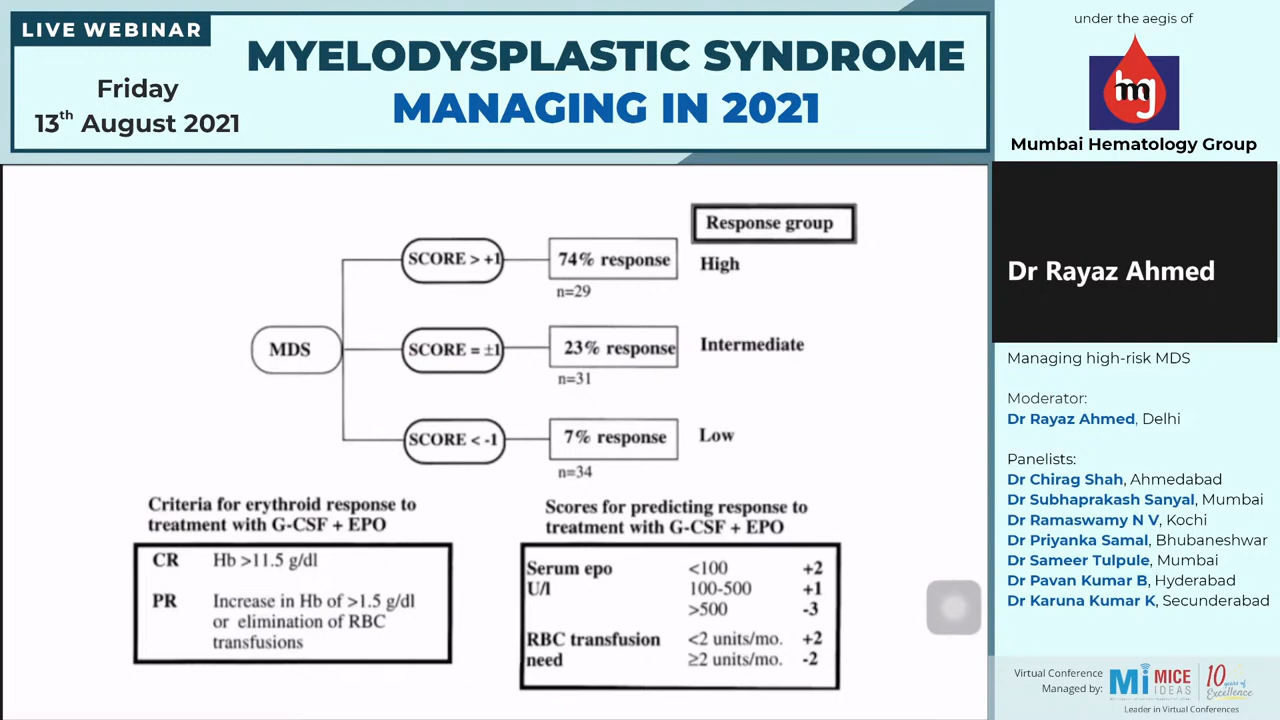 LIVE WEBINAR
Friday
13th August 2021
MYELODYSPLASTIC SYNDROME
MANAGING IN 2021
under the aegis of
hmg
Mumbai Hematology Group
Dr Rayaz Ahmed
Managing high-risk MDS
Moderator:
Dr Rayaz Ahmed, Delhi
Panelists:
Dr Chirag Shah, Ahmedabad
Dr Subhaprakash Sanyal, Mumbai
Dr Ramaswamy N V, Kochi
Dr Priyanka Samal, Bhubaneshwar
Dr Sameer Tulpule, Mumbai
Dr Pavan Kumar B, Hyderabad
Dr Karuna Kumar K, Secunderabad
Response group
SCORE > +1 74% response High
n=29
MDS SCORE = ±1 23% response Intermediate
n=31
SCORE < -1 7% response Low
n=34
Criteria for erythroid response to
treatment with G-CSF + EPO
CR Hb >11.5 g/dl
PR Increase in Hb of >1.5 g/dl
or elimination of RBC
transfusions
Scores for predicting response to
treatment with G-CSF + EPO
Serum epo <100 +2
U/l 100-500 +1
>500 -3
RBC transfusion <2 units/mo. +2
need ≥2 units/mo. -2
Virtual Conference
Managed by:
Mi MICE
IDEAS
10 years of
Excellence
Leader in Virtual Conferences